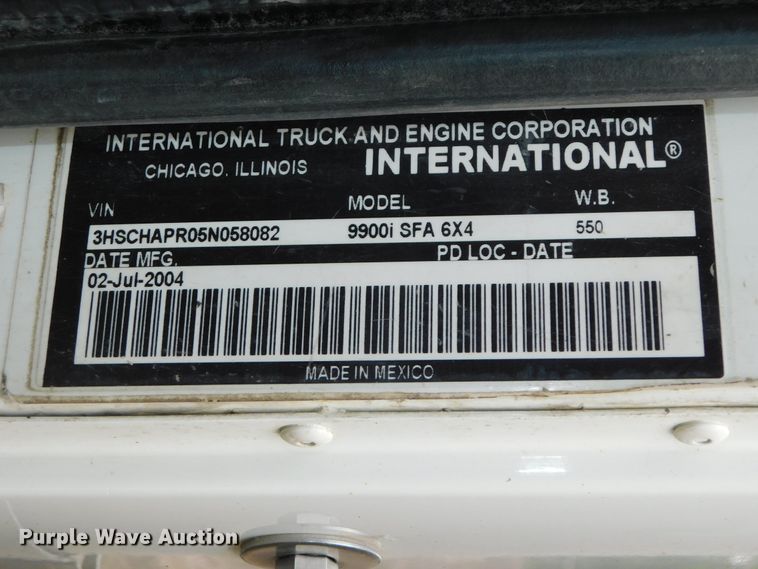 INTERNATIONAL TRUCK AND ENGINE CORPORATION
CHICAGO, ILLINOIS INTERNATIONAL®
VIN MODEL W.B.
3HSCHAPR05N058082 9900i SFA 6X4 550
DATE MFG. PD LOC - DATE
02-Jul-2004
MADE IN MEXICO
Purple Wave Auction